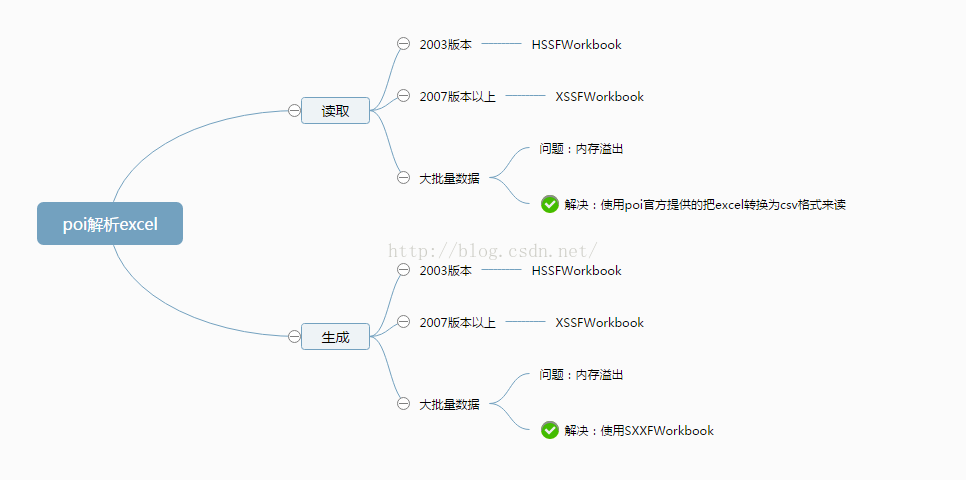 poi解析excel
读取
2003版本
HSSFWorkbook
2007版本以上
XSSFWorkbook
大批量数据
问题：内存溢出
解决：使用poi官方提供的把excel转换为csv格式来读
http://blog.csdn.net/
生成
2003版本
HSSFWorkbook
2007版本以上
XSSFWorkbook
大批量数据
问题：内存溢出
解决：使用SXXFWorkbook